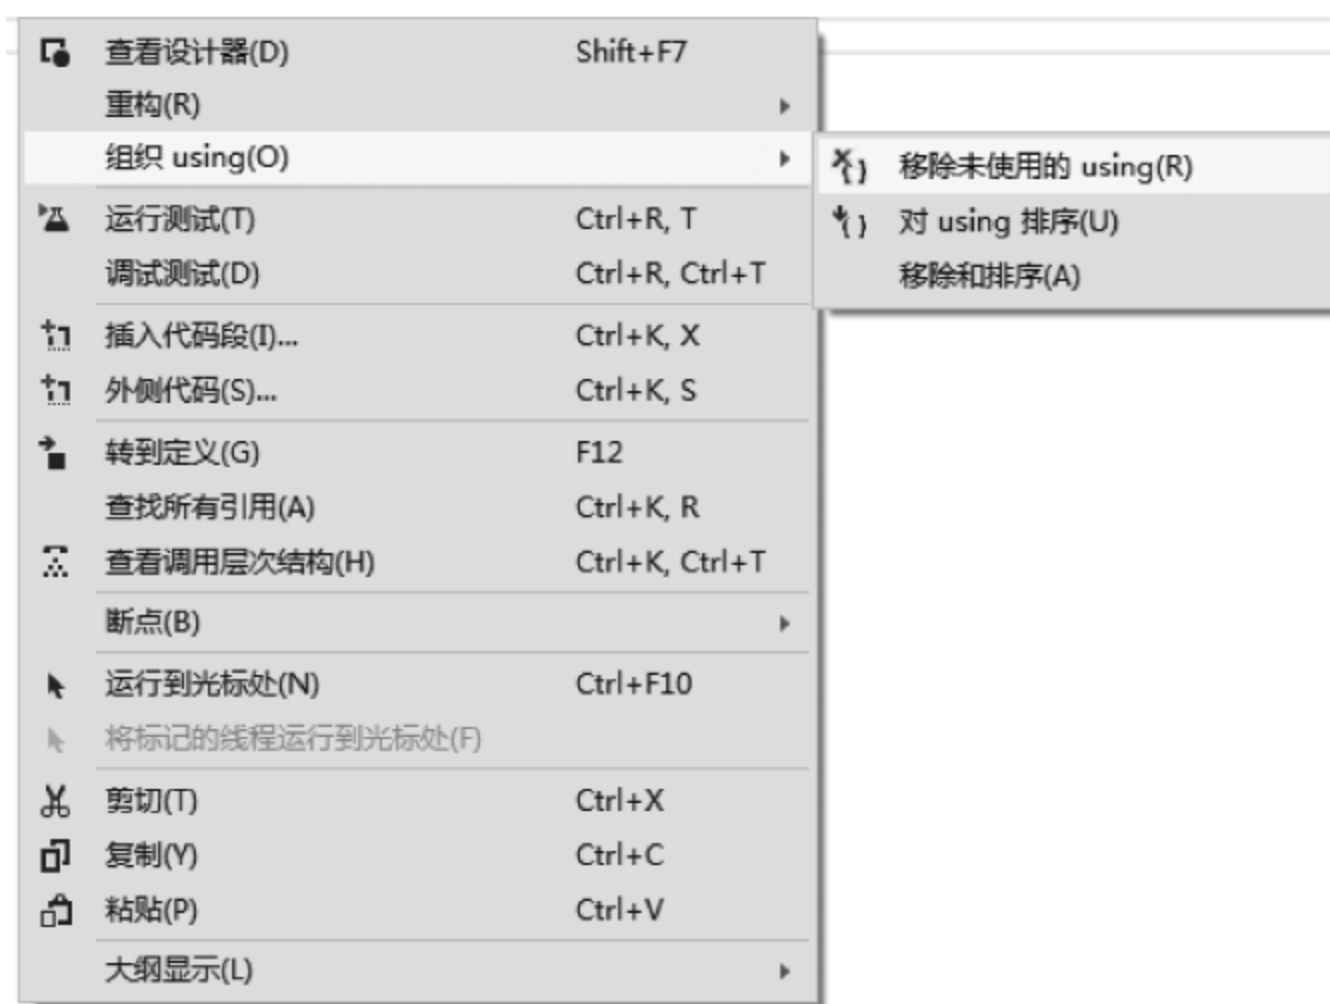 查看设计器(D) Shift+F7
重构(R)
组织 using(O)
移除未使用的 using(R)
对 using 排序(U)
移除和排序(A)
运行测试(T) Ctrl+R, T
调试测试(D) Ctrl+R, Ctrl+T
插入代码段(I)... Ctrl+K, X
外侧代码(S)... Ctrl+K, S
转到定义(G) F12
查找所有引用(A) Ctrl+K, R
查看调用层次结构(H) Ctrl+K, Ctrl+T
断点(B)
运行到光标处(N) Ctrl+F10
将标记的线程运行到光标处(F)
剪切(T) Ctrl+X
复制(Y) Ctrl+C
粘贴(P) Ctrl+V
大纲显示(L)